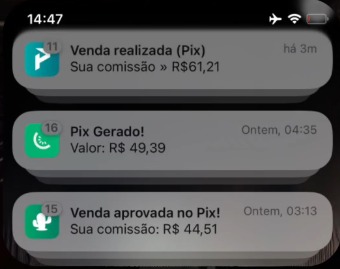 14:47
11
Venda realizada (Pix)
há 3m
Sua comissão » R$61,21
16
Pix Gerado!
Ontem, 04:35
Valor: R$ 49,39
15
Venda aprovada no Pix!
Ontem, 03:13
Sua comissão: R$ 44,51